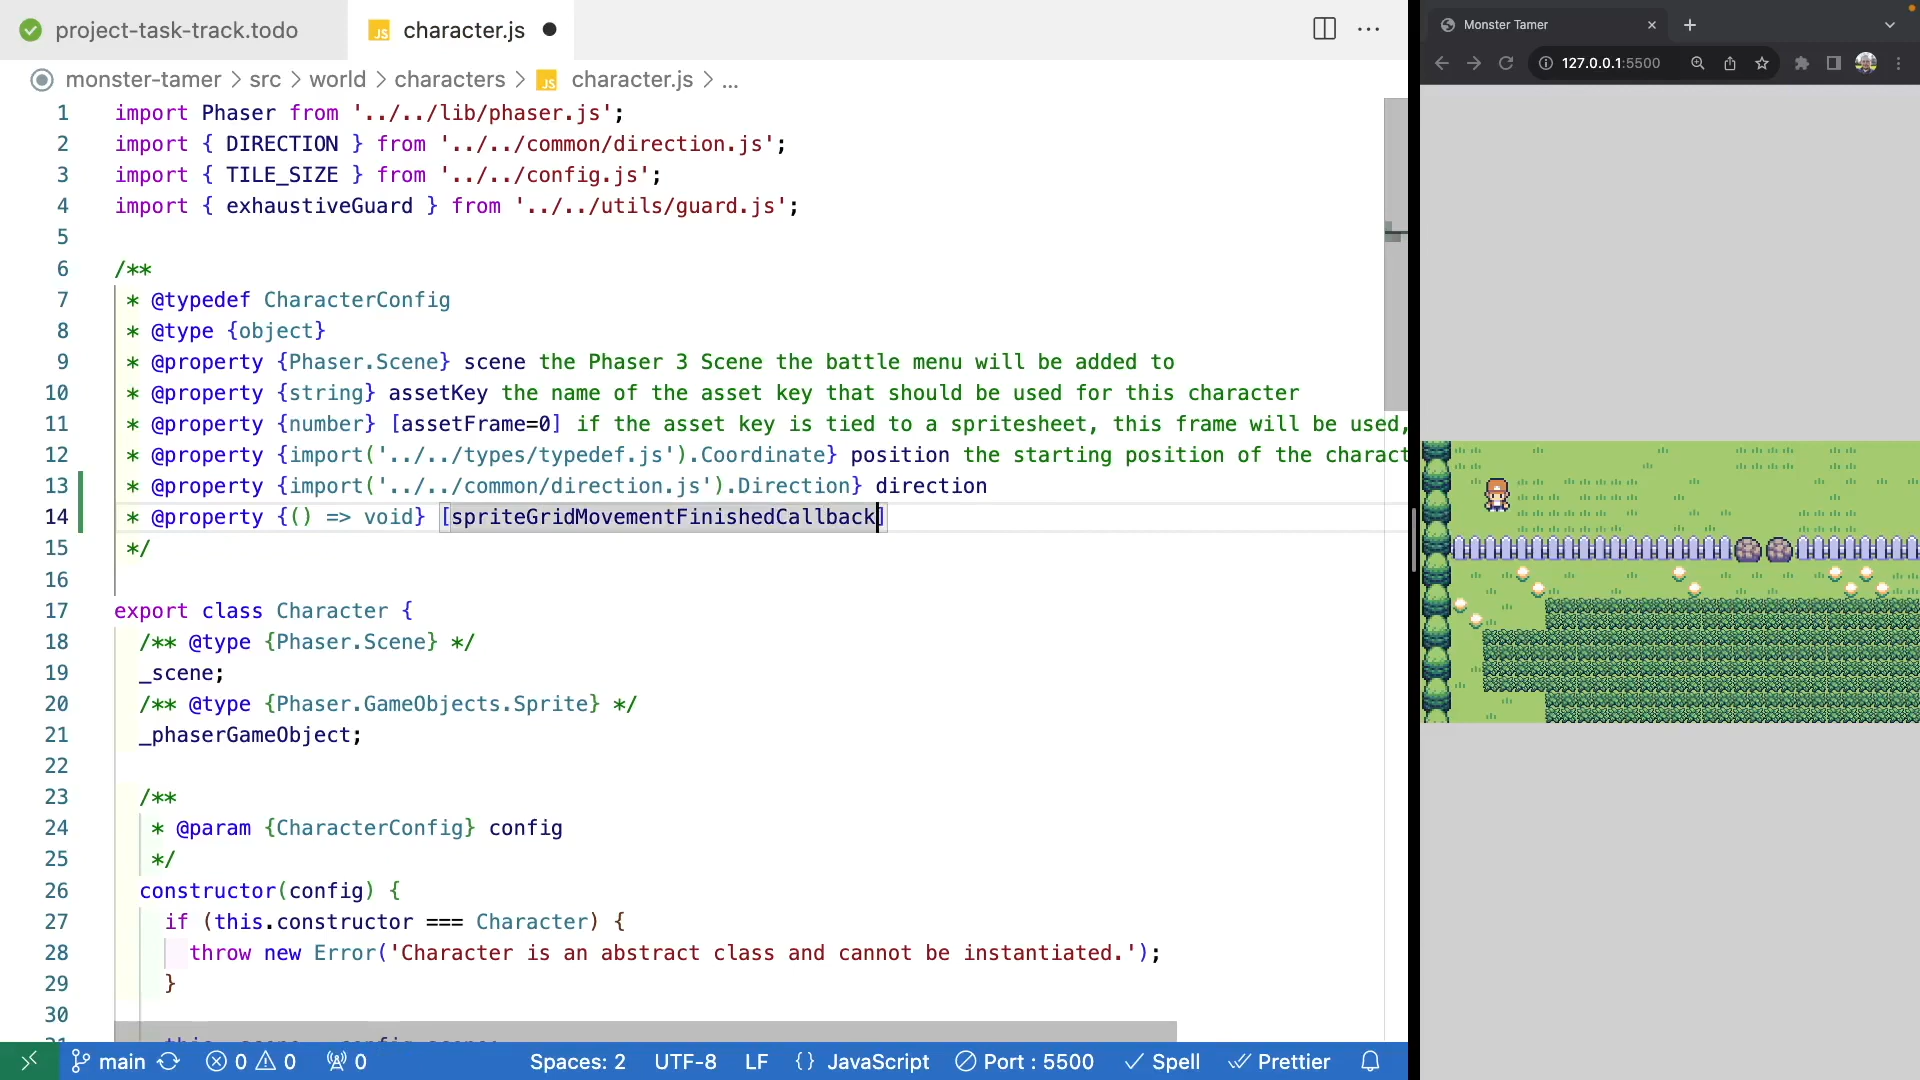 project-task-track.todo
JS character.js
monster-tamer > src > world > characters > JS character.js > ...
1 import Phaser from '../../lib/phaser.js';
2 import { DIRECTION } from '../../common/direction.js';
3 import { TILE_SIZE } from '../../config.js';
4 import { exhaustiveGuard } from '../../utils/guard.js';
5
6 /**
7 * @typedef CharacterConfig
8 * @type {object}
9 * @property {Phaser.Scene} scene the Phaser 3 Scene the battle menu will be added to
10 * @property {string} assetKey the name of the asset key that should be used for this character
11 * @property {number} [assetFrame=0] if the asset key is tied to a spritesheet, this frame will be used,
12 * @property {import('../../types/typedef.js').Coordinate} position the starting position of the charact
13 * @property {import('../../common/direction.js').Direction} direction
14 * @property {() => void} [spriteGridMovementFinishedCallback]
15 */
16
17 export class Character {
18 /** @type {Phaser.Scene} */
19 _scene;
20 /** @type {Phaser.GameObjects.Sprite} */
21 _phaserGameObject;
22
23 /**
24 * @param {CharacterConfig} config
25 */
26 constructor(config) {
27 if (this.constructor === Character) {
28 throw new Error('Character is an abstract class and cannot be instantiated.');
29 }
30
main 0 0 0 Spaces: 2 UTF-8 LF {} JavaScript Port : 5500 Spell Prettier
Monster Tamer
127.0.0.1:5500